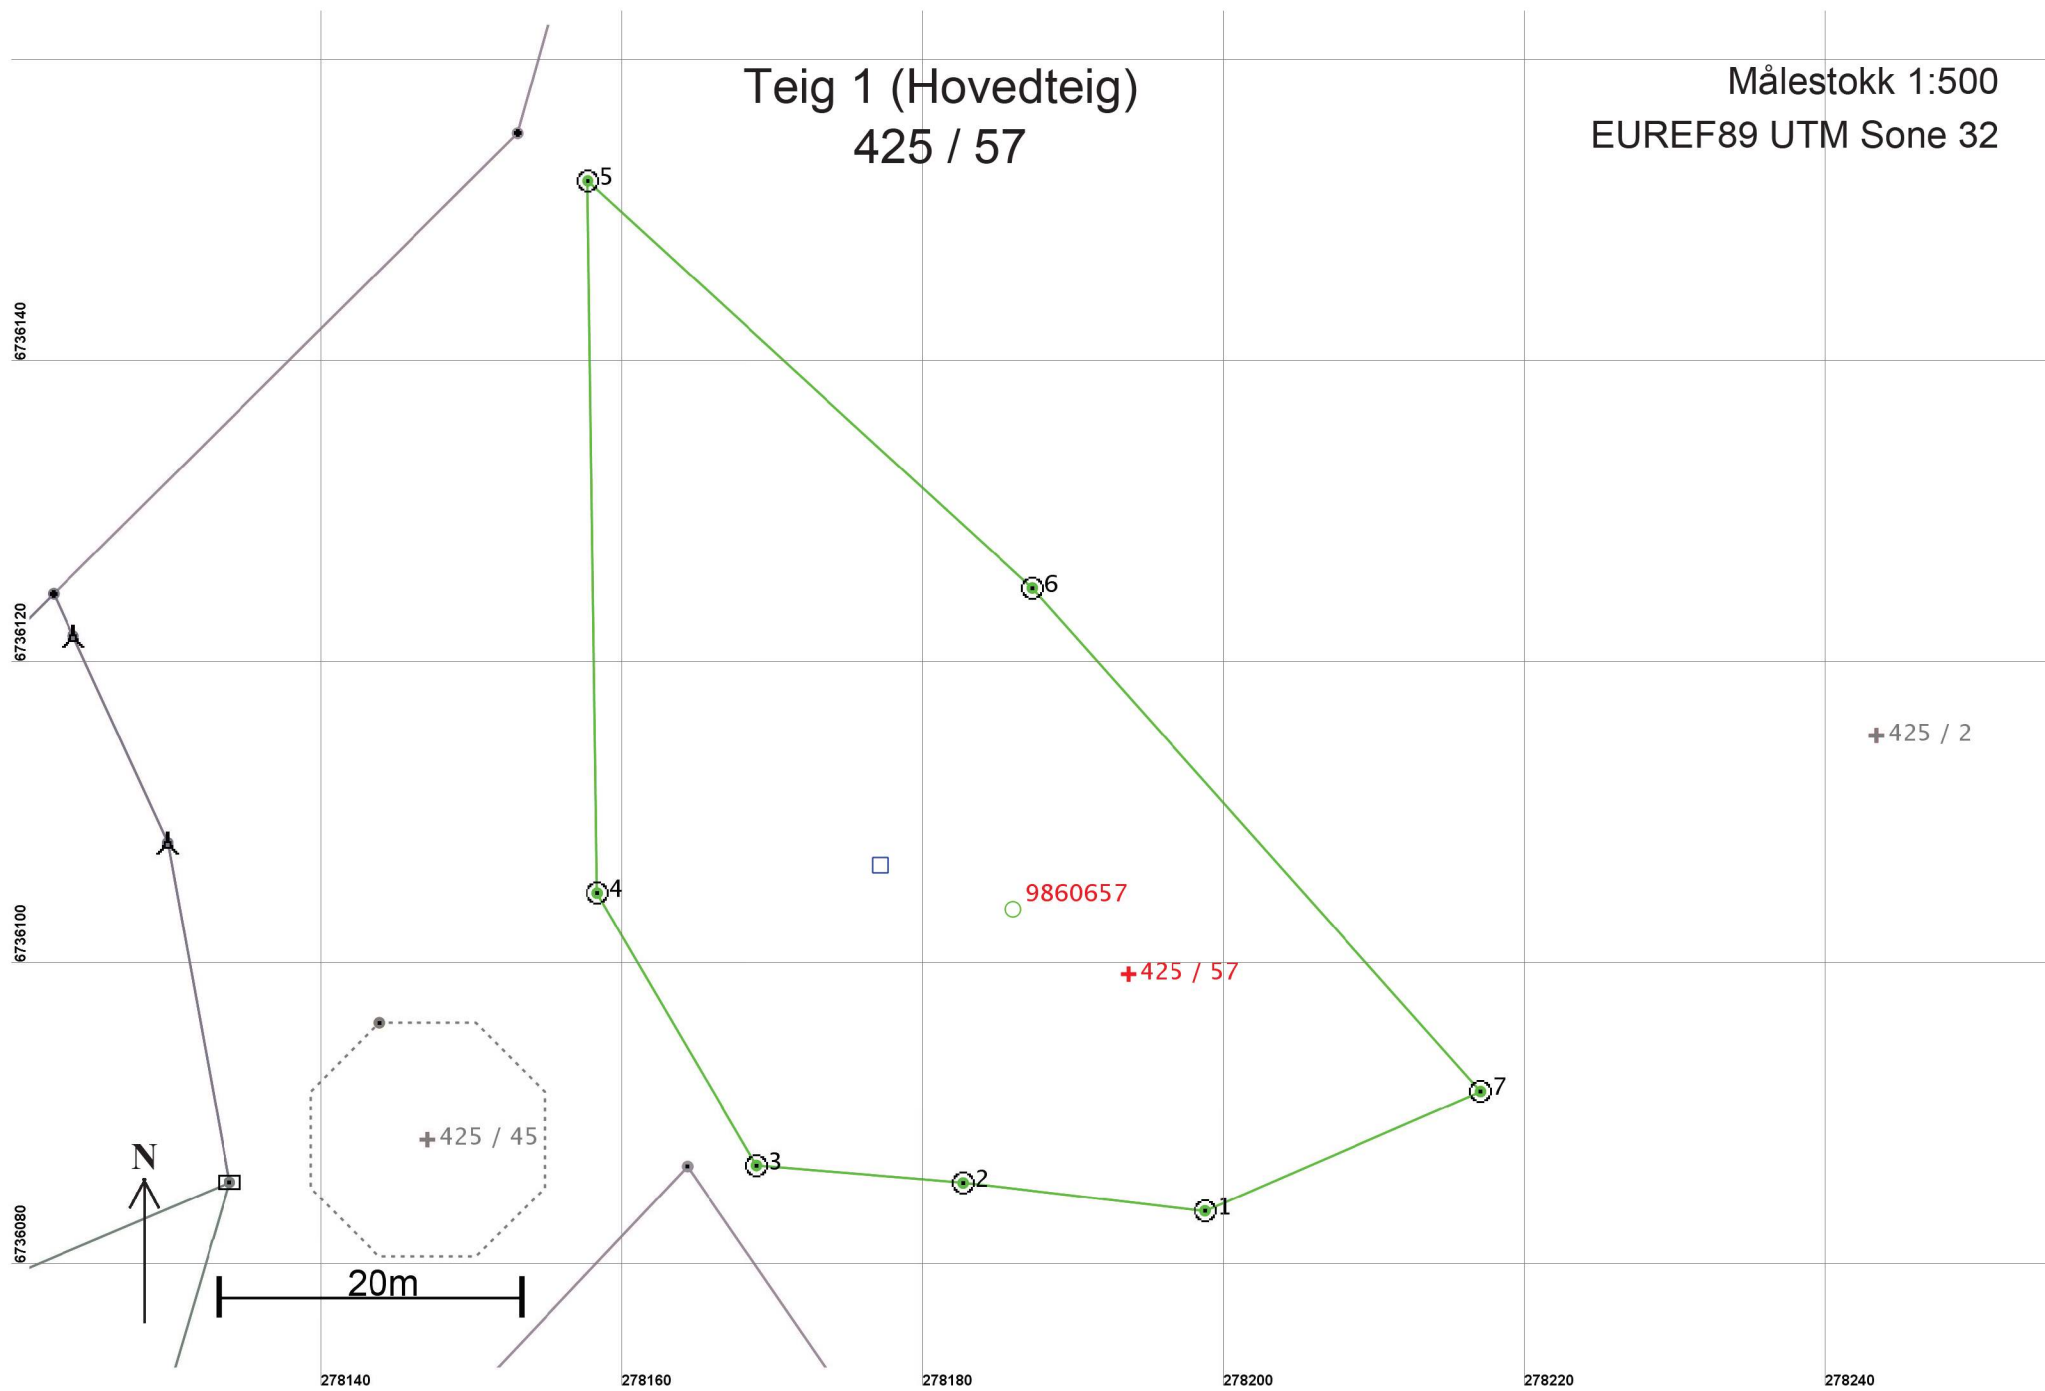 Teig 1 (Hovedteig)
425 / 57
Målestokk 1:500
EUREF89 UTM Sone 32
5
6736140
6
6736120
425 / 2
4
9860657
6736100
425 / 57
7
425 / 45
N
3
2
1
6736080
20m
278140
278160
278180
278200
278220
278240